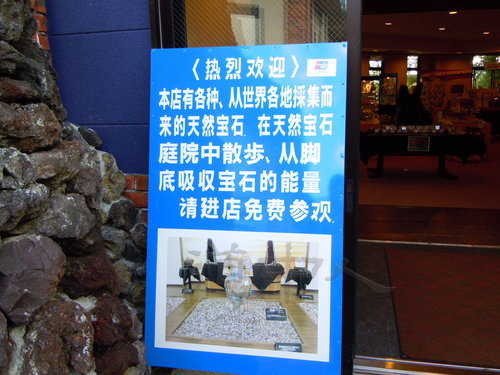 〈热烈欢迎〉
本店有各种、从世界各地採集而
来的天然宝石 在天然宝石
庭院中散歩、从脚
底吸収宝石的能量
请进店免费参观